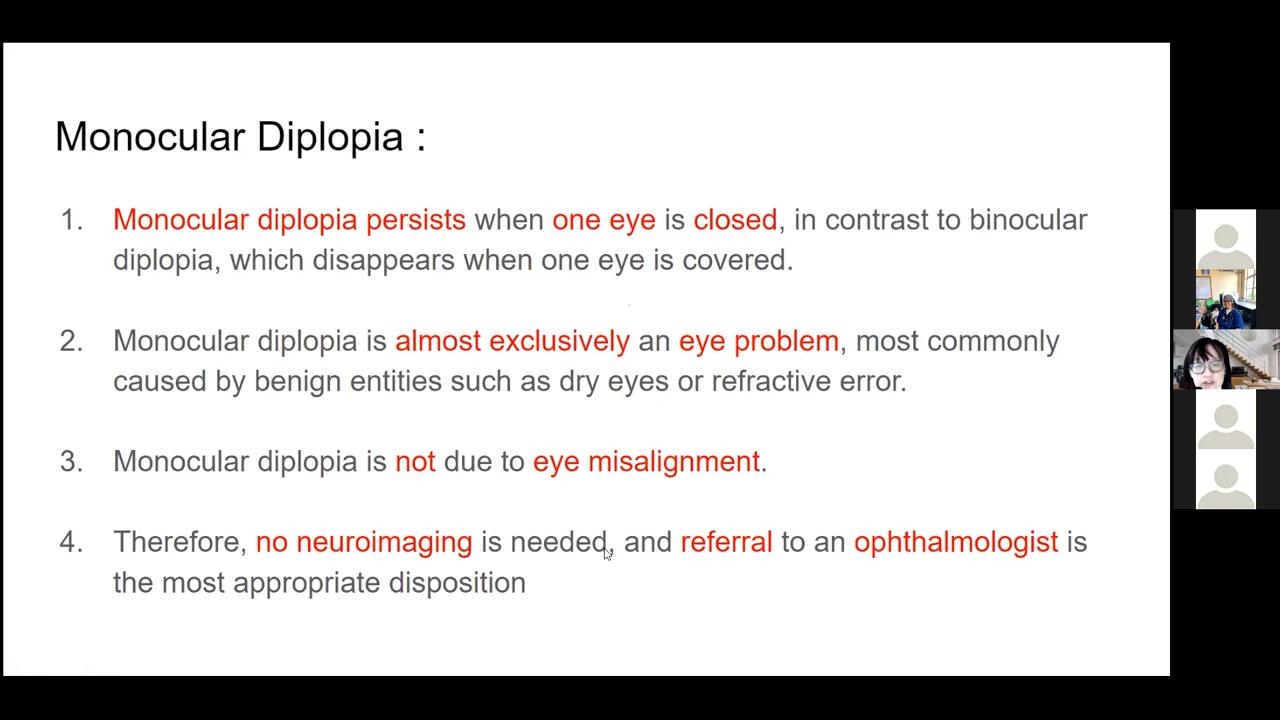 Monocular Diplopia :
1. Monocular diplopia persists when one eye is closed, in contrast to binocular
diplopia, which disappears when one eye is covered.
2. Monocular diplopia is almost exclusively an eye problem, most commonly
caused by benign entities such as dry eyes or refractive error.
3. Monocular diplopia is not due to eye misalignment.
4. Therefore, no neuroimaging is needed, and referral to an ophthalmologist is
the most appropriate disposition